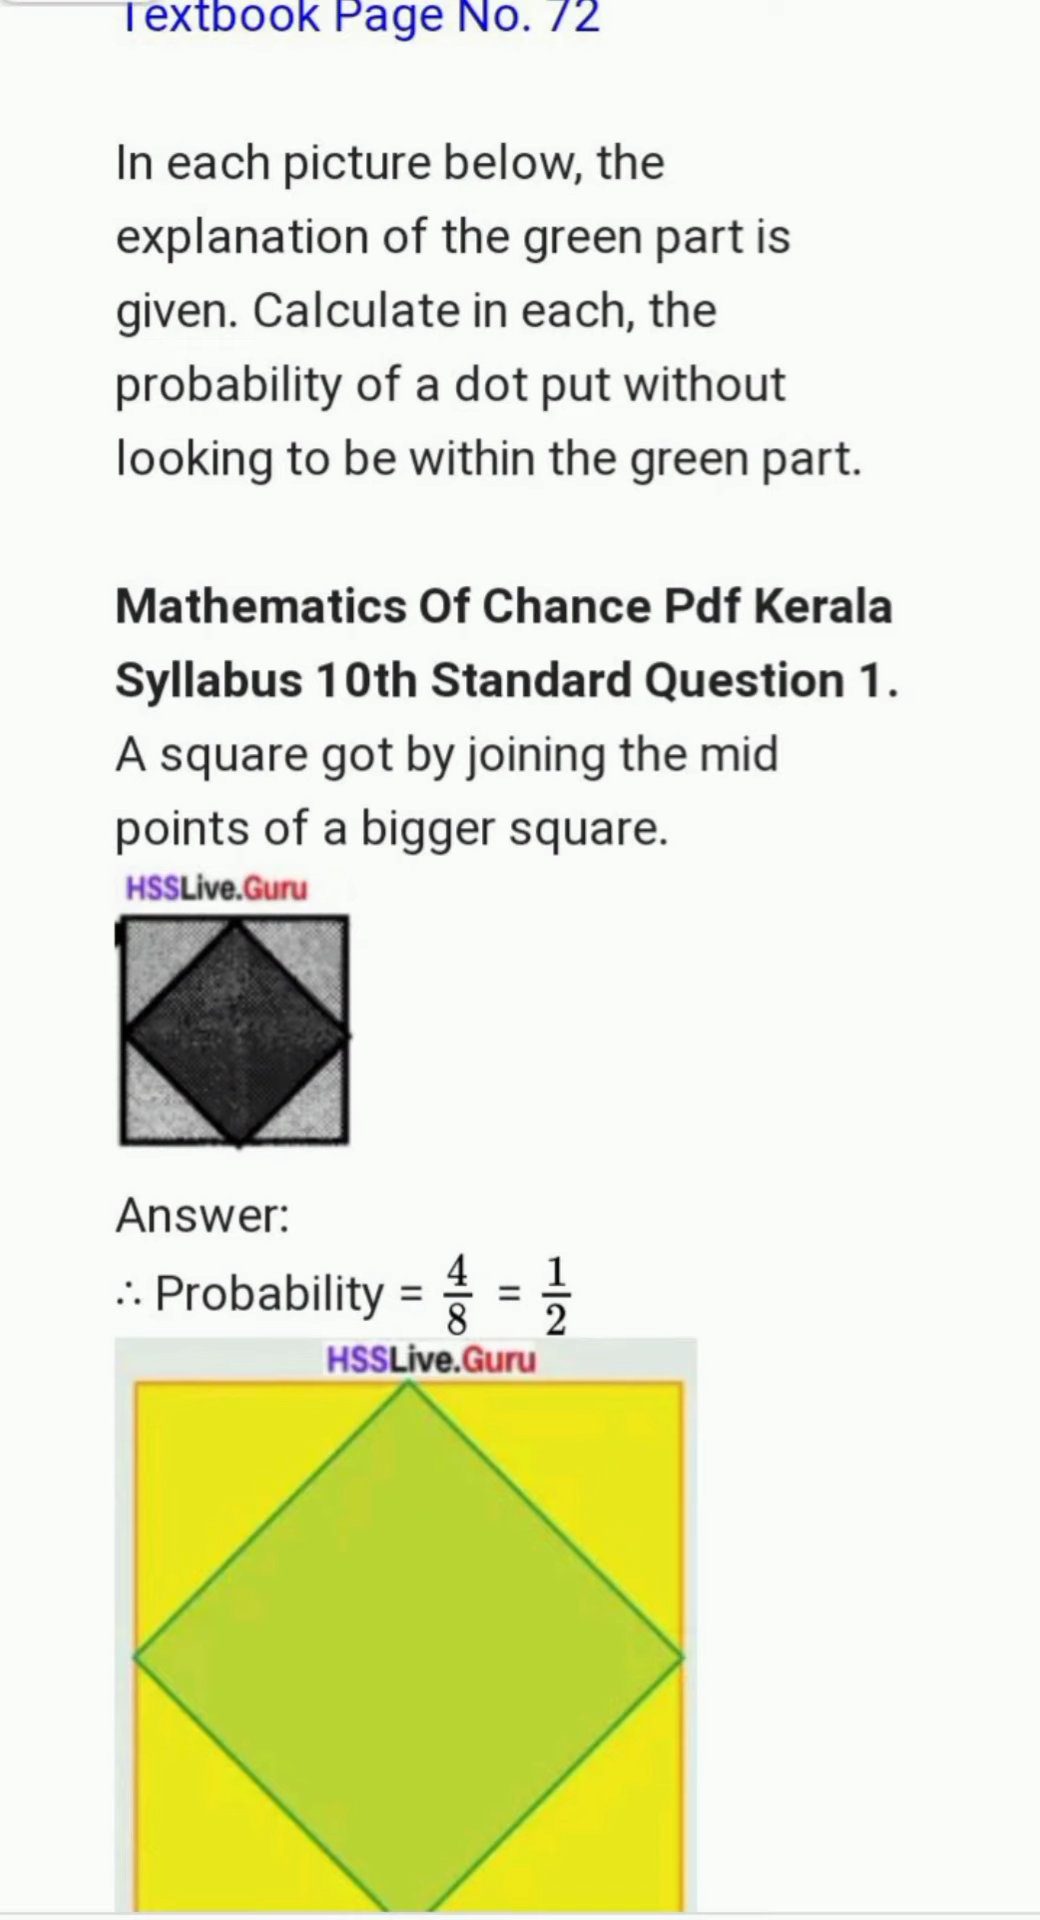 Textbook Page No. 72
In each picture below, the
explanation of the green part is
given. Calculate in each, the
probability of a dot put without
looking to be within the green part.
Mathematics Of Chance Pdf Kerala
Syllabus 10th Standard Question 1.
A square got by joining the mid
points of a bigger square.
HSSLive.Guru
Answer:
∴ Probability = 4/8 = 1/2
HSSLive.Guru